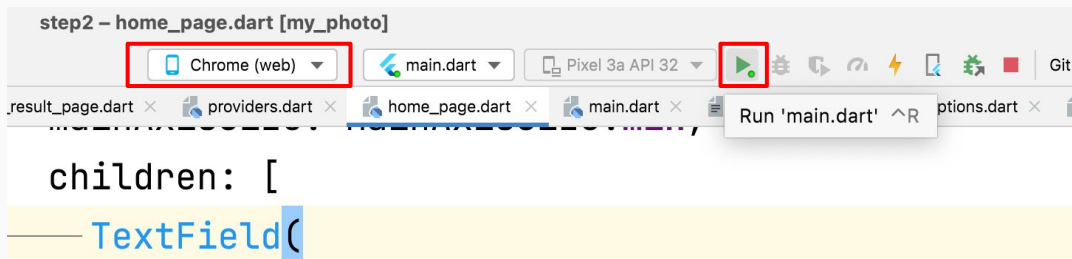 step2 – home_page.dart [my_photo]
Chrome (web) main.dart Pixel 3a API 32 Git
_result_page.dart providers.dart home_page.dart main.dart ptions.dart
Run 'main.dart' ^R
children: [
TextField(